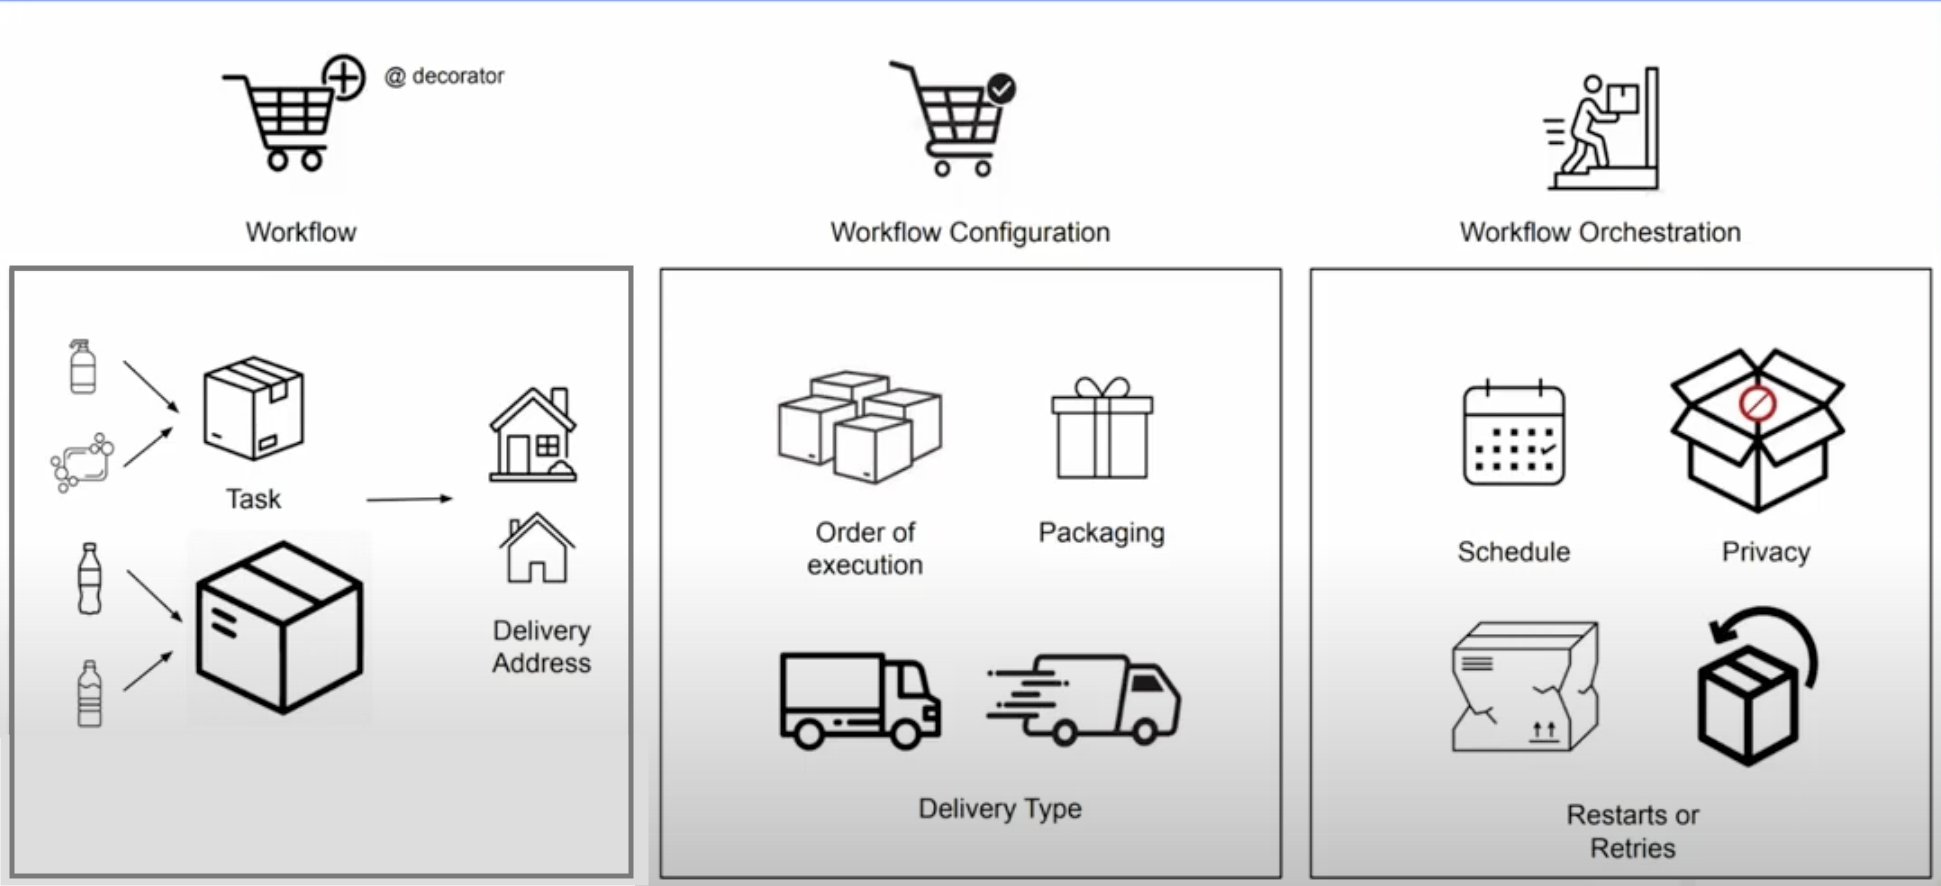 @ decorator
Workflow
Workflow Configuration
Workflow Orchestration
Task
Delivery
Address
Order of
execution
Packaging
Delivery Type
Schedule
Privacy
Restarts or
Retries